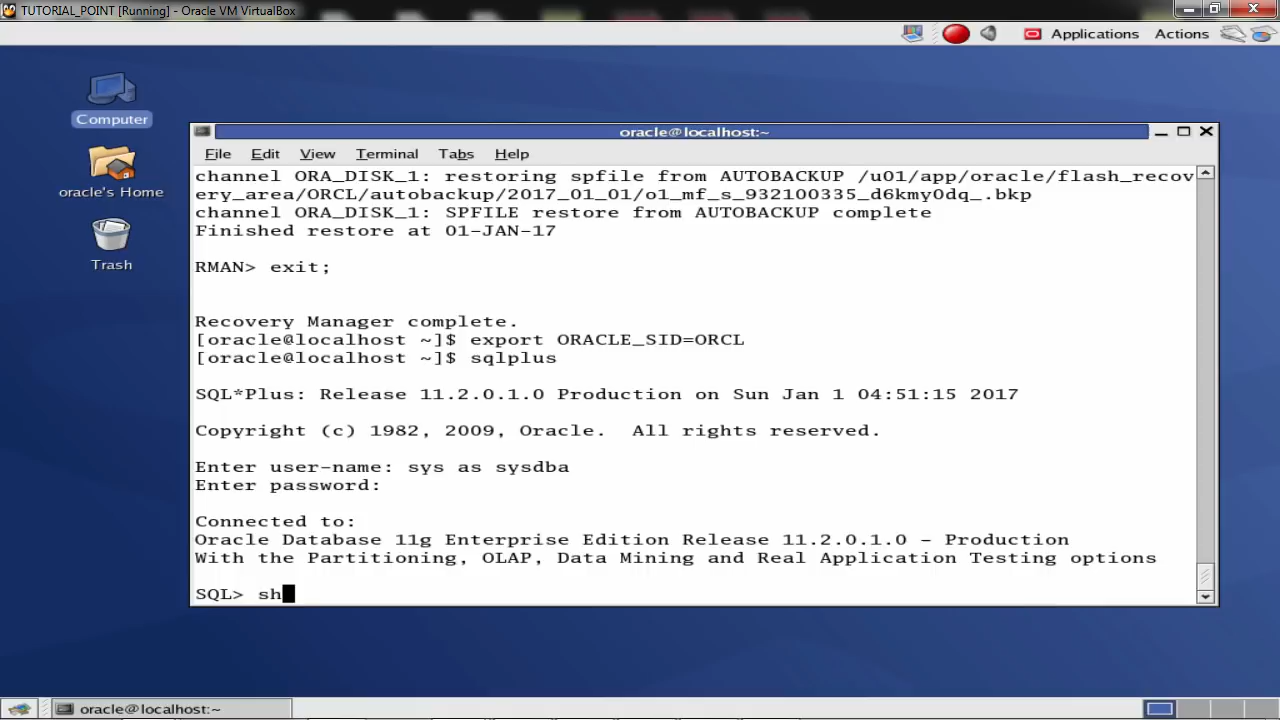 TUTORIAL_POINT [Running] - Oracle VM VirtualBox
Applications Actions
Computer
oracle's Home
Trash
oracle@localhost:~
File Edit View Terminal Tabs Help
channel ORA_DISK_1: restoring spfile from AUTOBACKUP /u01/app/oracle/flash_recov
ery_area/ORCL/autobackup/2017_01_01/o1_mf_s_932100335_d6kmy0dq_.bkp
channel ORA_DISK_1: SPFILE restore from AUTOBACKUP complete
Finished restore at 01-JAN-17
RMAN> exit;
Recovery Manager complete.
[oracle@localhost ~]$ export ORACLE_SID=ORCL
[oracle@localhost ~]$ sqlplus
SQL*Plus: Release 11.2.0.1.0 Production on Sun Jan 1 04:51:15 2017
Copyright (c) 1982, 2009, Oracle.  All rights reserved.
Enter user-name: sys as sysdba
Enter password:
Connected to:
Oracle Database 11g Enterprise Edition Release 11.2.0.1.0 - Production
With the Partitioning, OLAP, Data Mining and Real Application Testing options
SQL> sh
oracle@localhost:~